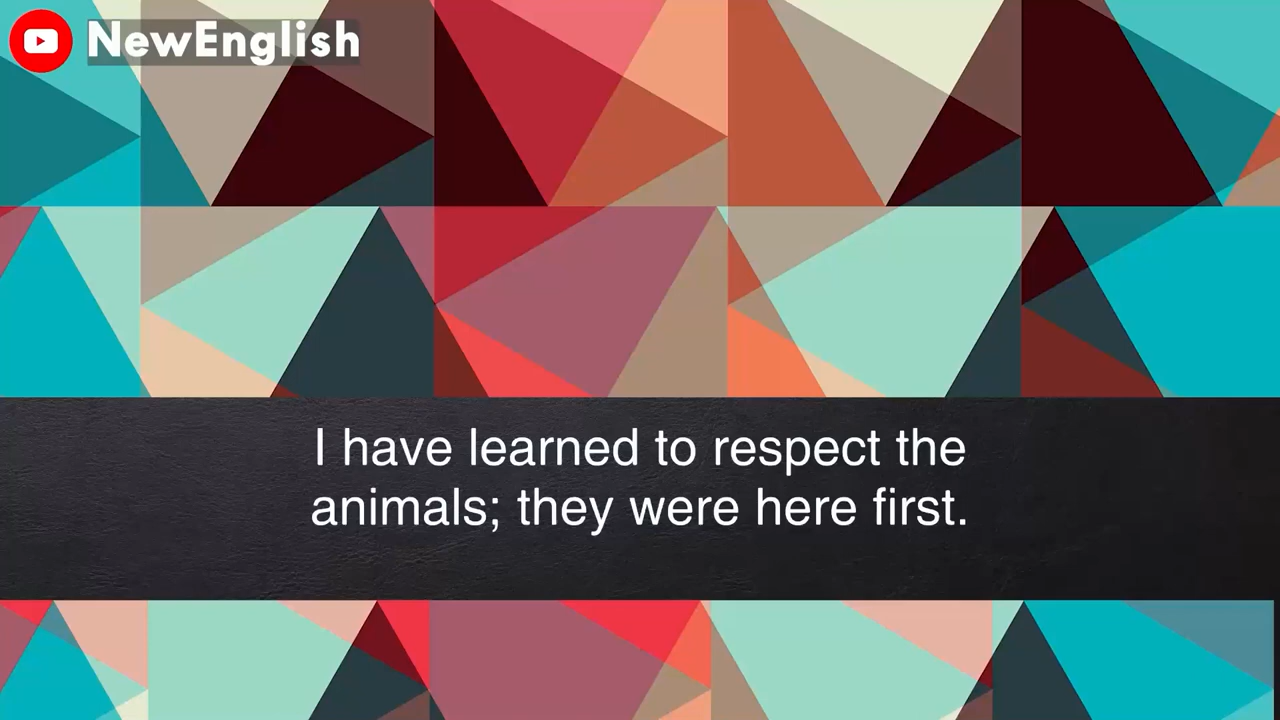 NewEnglish
I have learned to respect the
animals; they were here first.